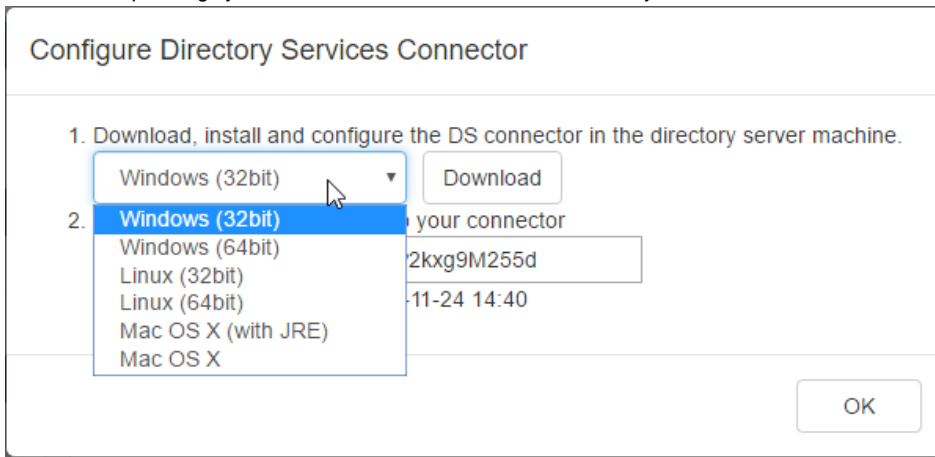 Configure Directory Services Connector
1. Download, install and configure the DS connector in the directory server machine.
Windows (32bit)
Download
2.
your connector
2kxg9M255d
-11-24 14:40
Windows (32bit)
Windows (64bit)
Linux (32bit)
Linux (64bit)
Mac OS X (with JRE)
Mac OS X
OK